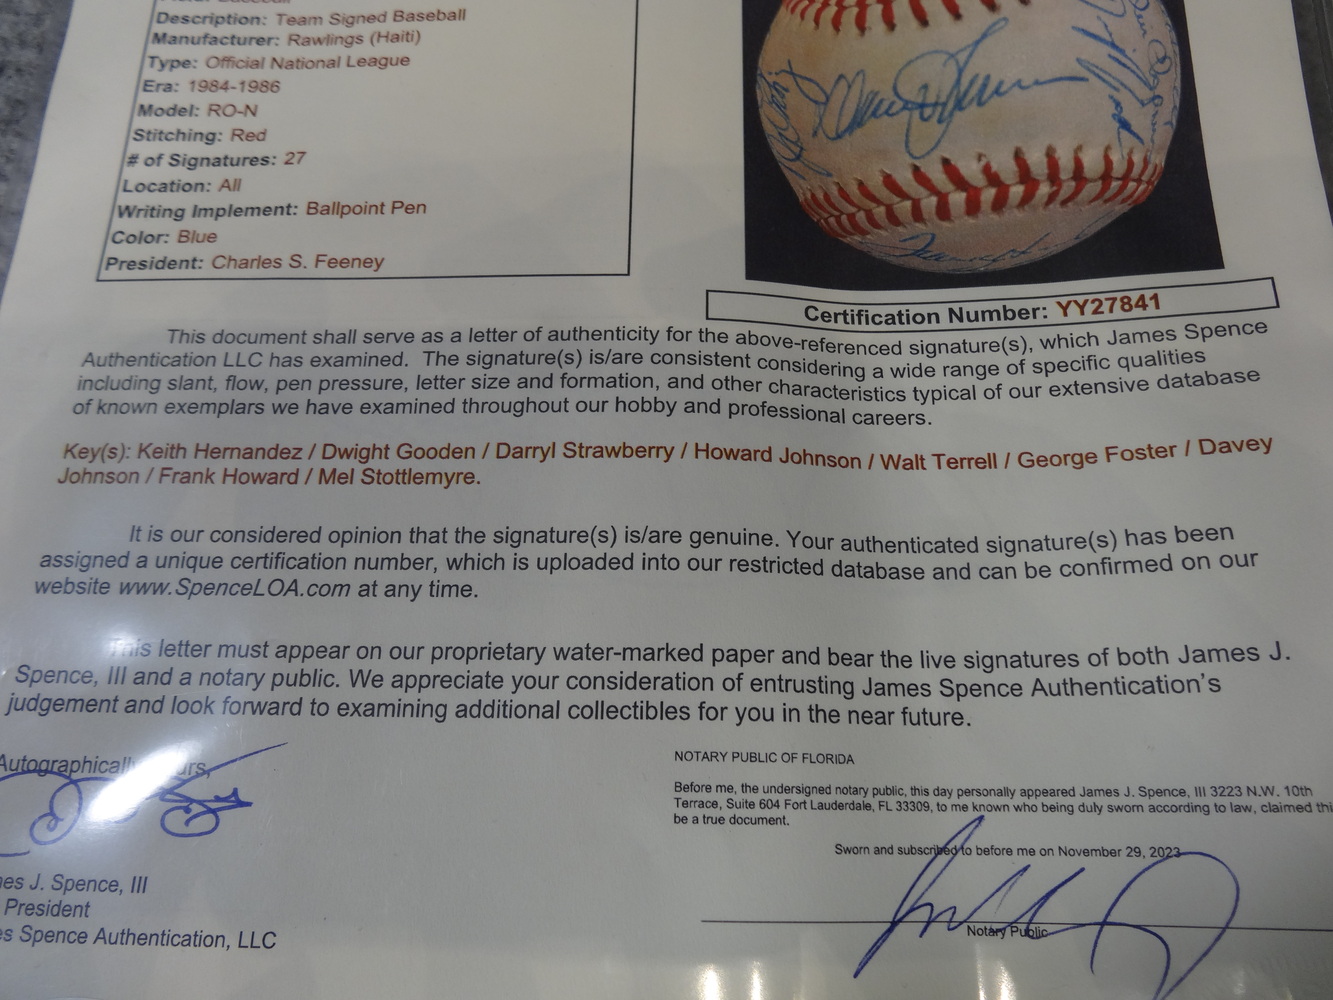 Description: Team Signed Baseball
Manufacturer: Rawlings (Haiti)
Type: Official National League
Era: 1984-1986
Model: RO-N
Stitching: Red
# of Signatures: 27
Location: All
Writing Implement: Ballpoint Pen
Color: Blue
President: Charles S. Feeney
Certification Number: YY27841
This document shall serve as a letter of authenticity for the above-referenced signature(s), which James Spence
Authentication LLC has examined. The signature(s) is/are consistent considering a wide range of specific qualities
including slant, flow, pen pressure, letter size and formation, and other characteristics typical of our extensive database
of known exemplars we have examined throughout our hobby and professional careers.
Key(s): Keith Hernandez / Dwight Gooden / Darryl Strawberry / Howard Johnson / Walt Terrell / George Foster / Davey
Johnson / Frank Howard / Mel Stottlemyre.
It is our considered opinion that the signature(s) is/are genuine. Your authenticated signature(s) has been
assigned a unique certification number, which is uploaded into our restricted database and can be confirmed on our
website www.SpenceLOA.com at any time.
This letter must appear on our proprietary water-marked paper and bear the live signatures of both James J.
Spence, III and a notary public. We appreciate your consideration of entrusting James Spence Authentication's
judgement and look forward to examining additional collectibles for you in the near future.
Autographically
NOTARY PUBLIC OF FLORIDA
Before me, the undersigned notary public, this day personally appeared James J. Spence, III 3223 N.W. 10th
Terrace, Suite 604 Fort Lauderdale, FL 33309, to me known who being duly sworn according to law, claimed thi
be a true document.
Sworn and subscribed to before me on November 29, 2023
es J. Spence, III
President
s Spence Authentication, LLC
Notary Public